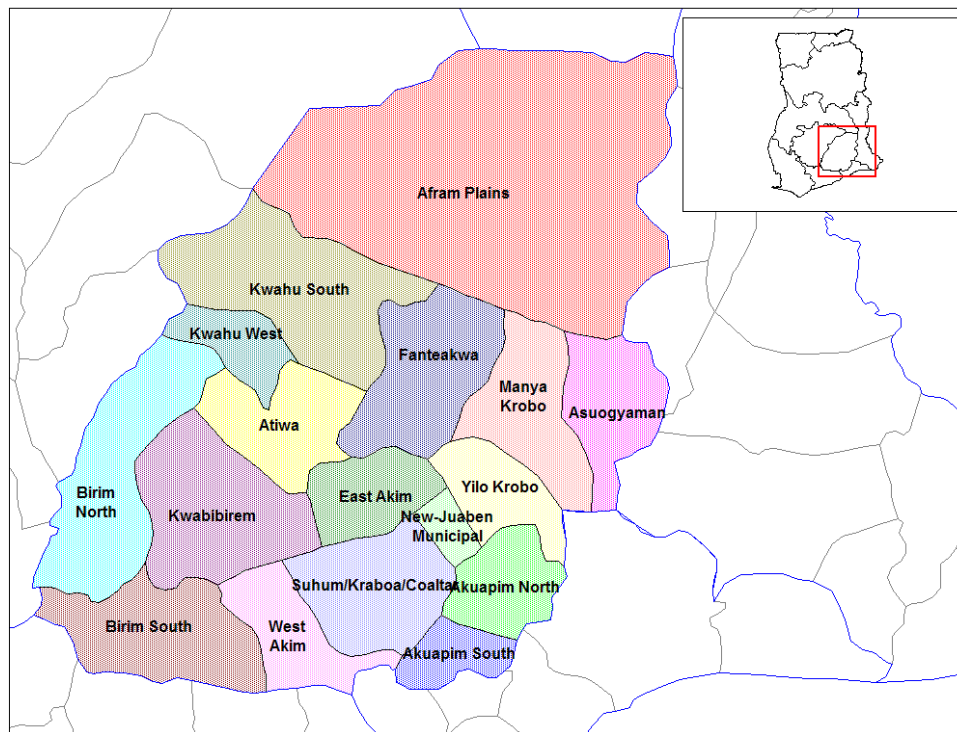 Afram Plains
Kwahu South
Kwahu West
Fanteakwa
Manya
Krobo
Asuogyaman
Atiwa
Birim
North
Kwabibirem
East Akim
Yilo Krobo
New-Juaben
Municipal
Suhum/Kraboa/Coaltar
Akuapim North
Birim South
West
Akim
Akuapim South